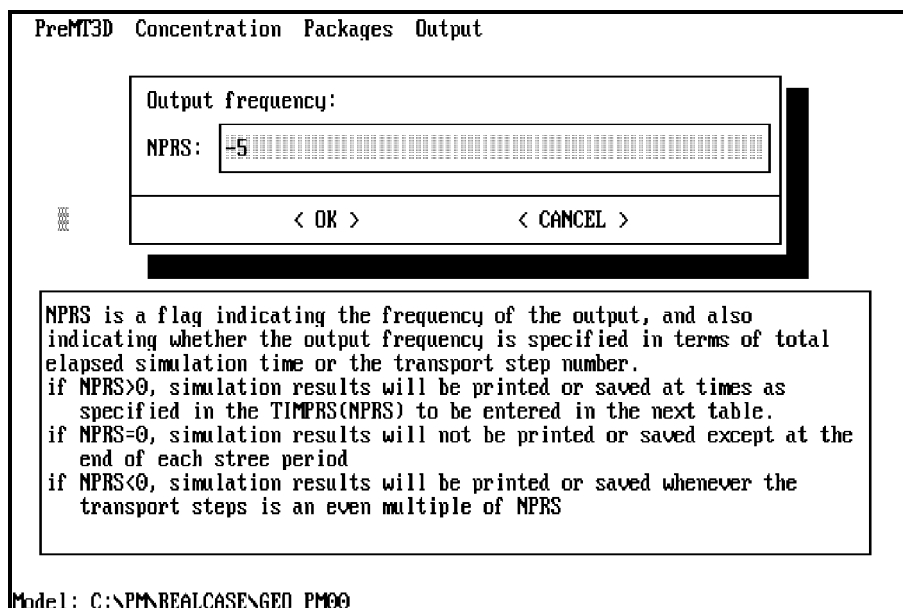 PreMT3D Concentration Packages Output
Output frequency:
NPRS: -5
< OK > < CANCEL >
NPRS is a flag indicating the frequency of the output, and also
indicating whether the output frequency is specified in terms of total
elapsed simulation time or the transport step number.
if NPRS>0, simulation results will be printed or saved at times as
specified in the TIMPRS(NPRS) to be entered in the next table.
if NPRS=0, simulation results will not be printed or saved except at the
end of each stree period
if NPRS<0, simulation results will be printed or saved whenever the
transport steps is an even multiple of NPRS
Model: C:\PM\REALCASE\GEO_PM00